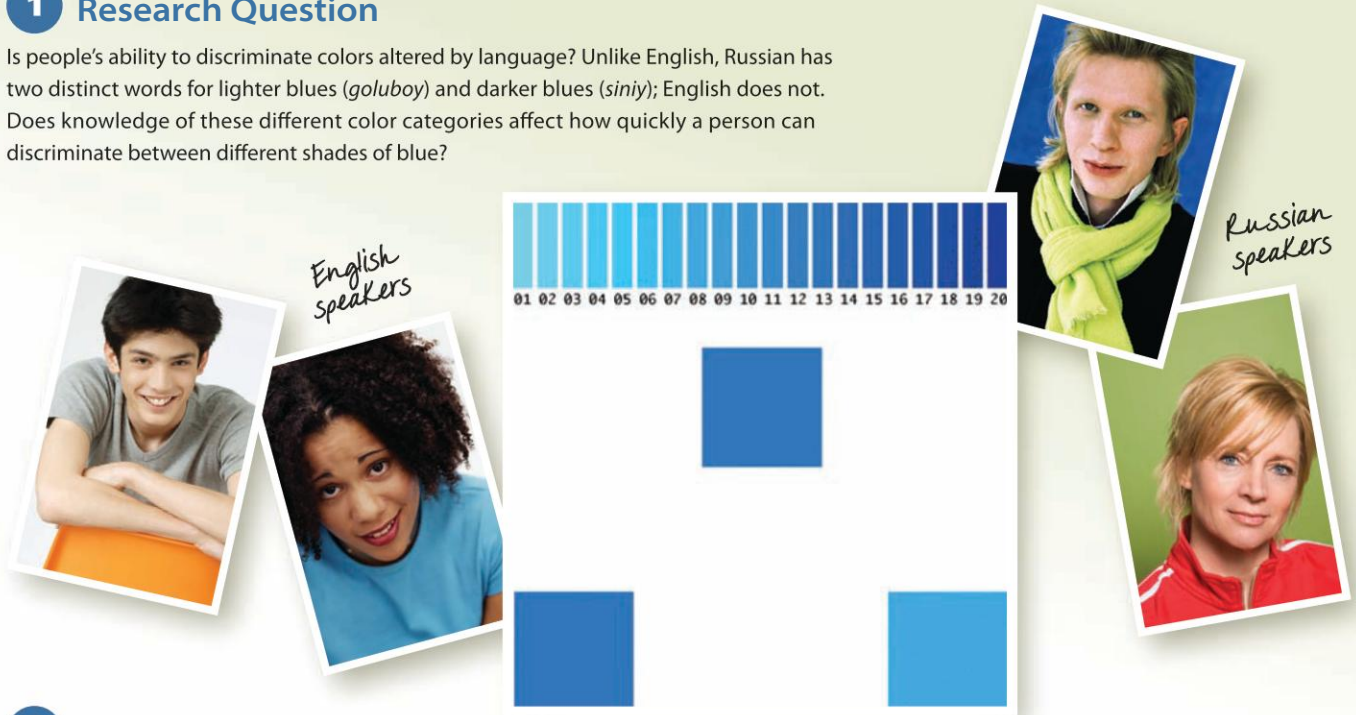 1 Research Question
Is people’s ability to discriminate colors altered by language? Unlike English, Russian has
two distinct words for lighter blues (goluboy) and darker blues (siniy); English does not.
Does knowledge of these different color categories affect how quickly a person can
discriminate between different shades of blue?
English
speakers
Russian
speakers
01 02 03 04 05 06 07 08 09 10 11 12 13 14 15 16 17 18 19 20